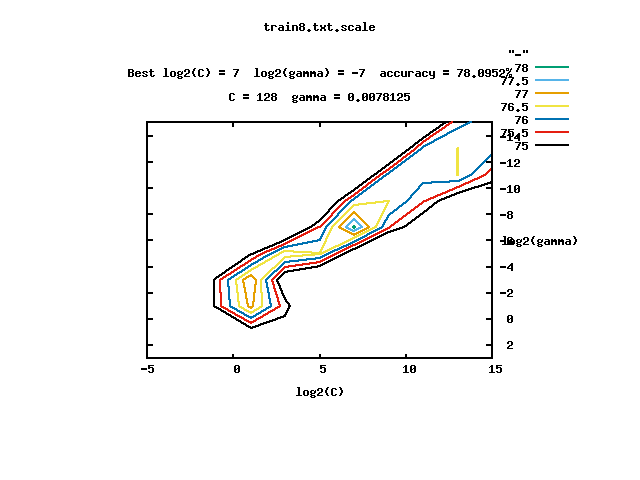 train8.txt.scale
"-"
Best log2(C) = 7  log2(gamma) = -7  accuracy = 78.0952%
78
77.5
77
C = 128  gamma = 0.0078125
76.5
76
75.5
-14
75
-12
-10
-8
-6
log2(gamma)
-4
-2
0
2
-5 0 5 10 15
log2(C)